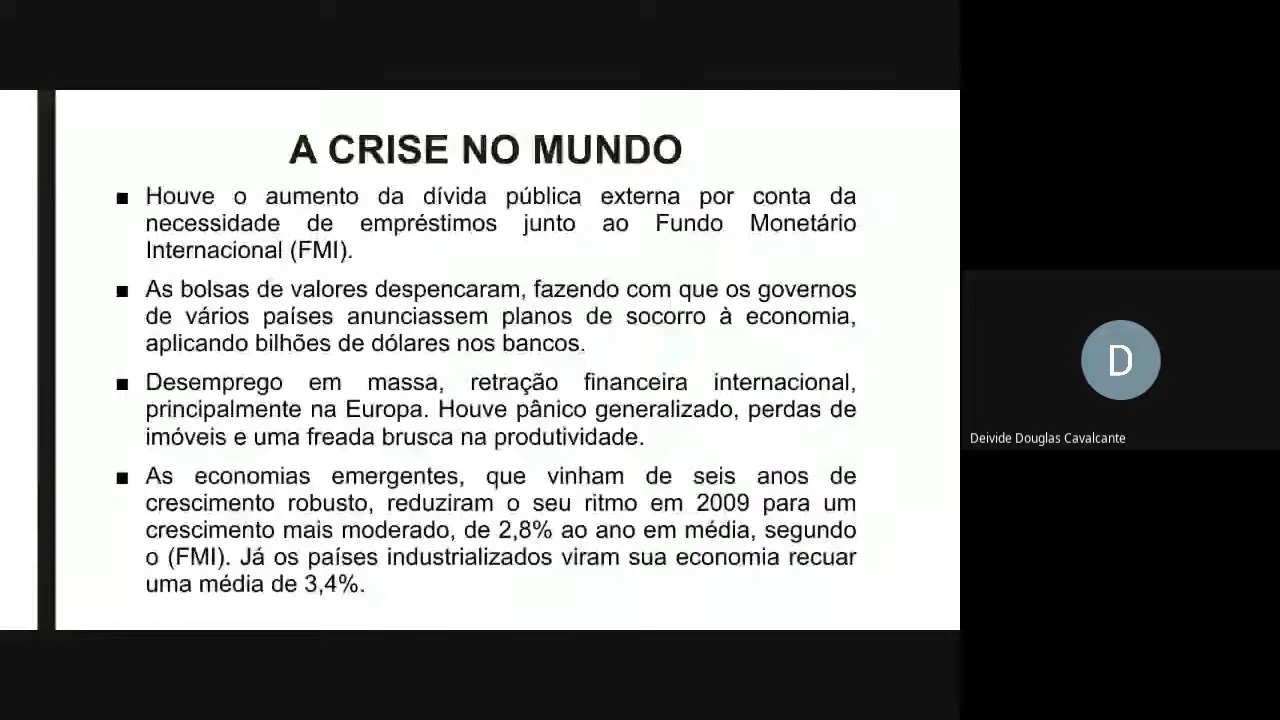 A CRISE NO MUNDO
■ Houve o aumento da dívida pública externa por conta da
necessidade de empréstimos junto ao Fundo Monetário
Internacional (FMI).
■ As bolsas de valores despencaram, fazendo com que os governos
de vários países anunciassem planos de socorro à economia,
aplicando bilhões de dólares nos bancos.
■ Desemprego em massa, retração financeira internacional,
principalmente na Europa. Houve pânico generalizado, perdas de
imóveis e uma freada brusca na produtividade.
■ As economias emergentes, que vinham de seis anos de
crescimento robusto, reduziram o seu ritmo em 2009 para um
crescimento mais moderado, de 2,8% ao ano em média, segundo
o (FMI). Já os países industrializados viram sua economia recuar
uma média de 3,4%.
D
Deivide Douglas Cavalcante